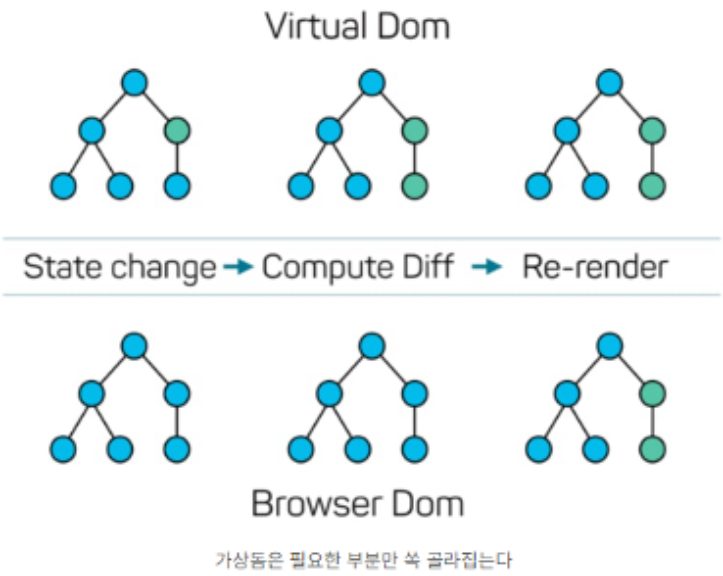 Virtual Dom
State change → Compute Diff → Re-render
Browser Dom
가상돔은 필요한 부분만 쏙 골라집는다